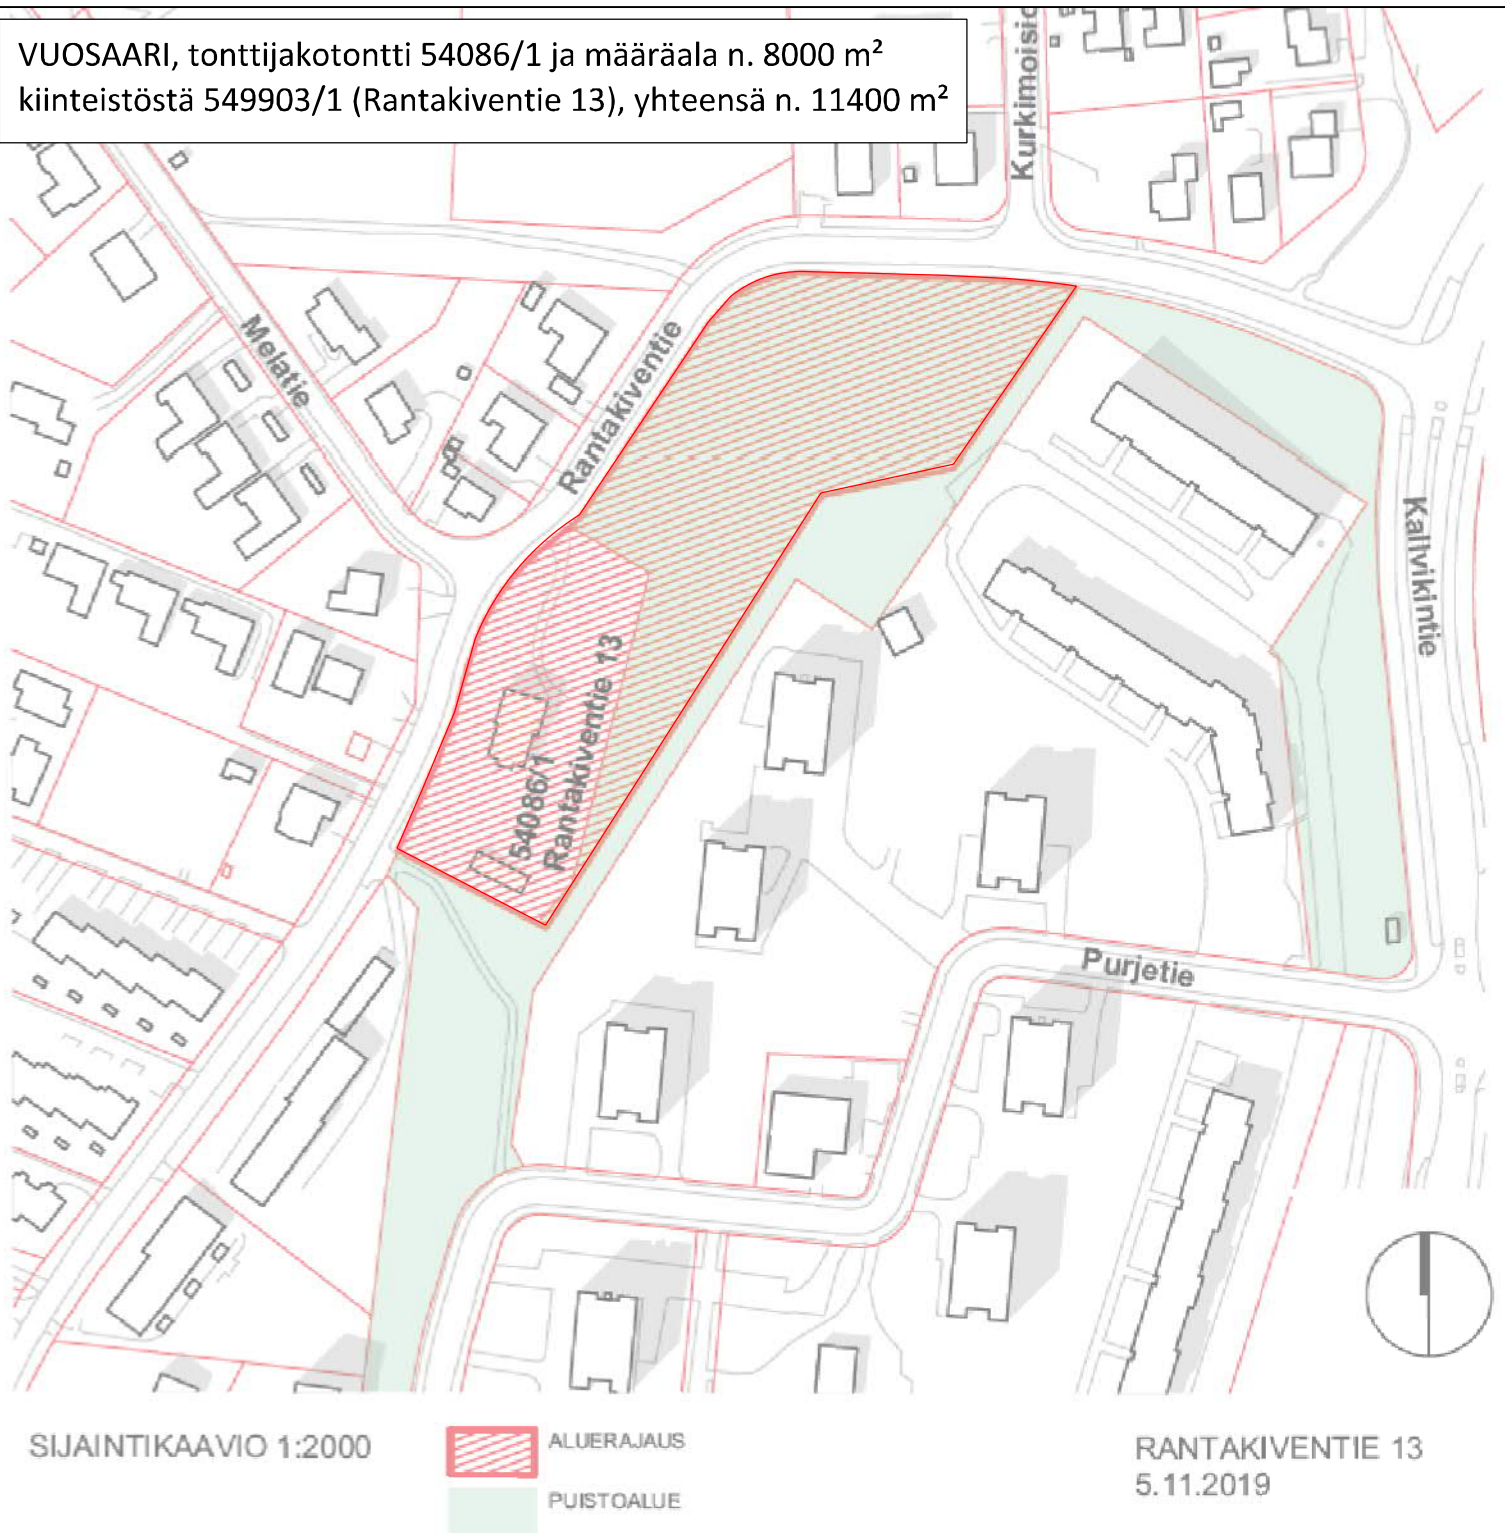 VUOSAARI, tonttijakotontti 54086/1 ja määräala n. 8000 m²
kiinteistöstä 549903/1 (Rantakiventie 13), yhteensä n. 11400 m²
Melatie
Rantakiventie
Kallvikintie
54086/1
Rantakiventie 13
Purjetie
SIJAINTIKAAVIO 1:2000
ALUERAJAUS
PUISTOALUE
RANTAKIVENTIE 13
5.11.2019